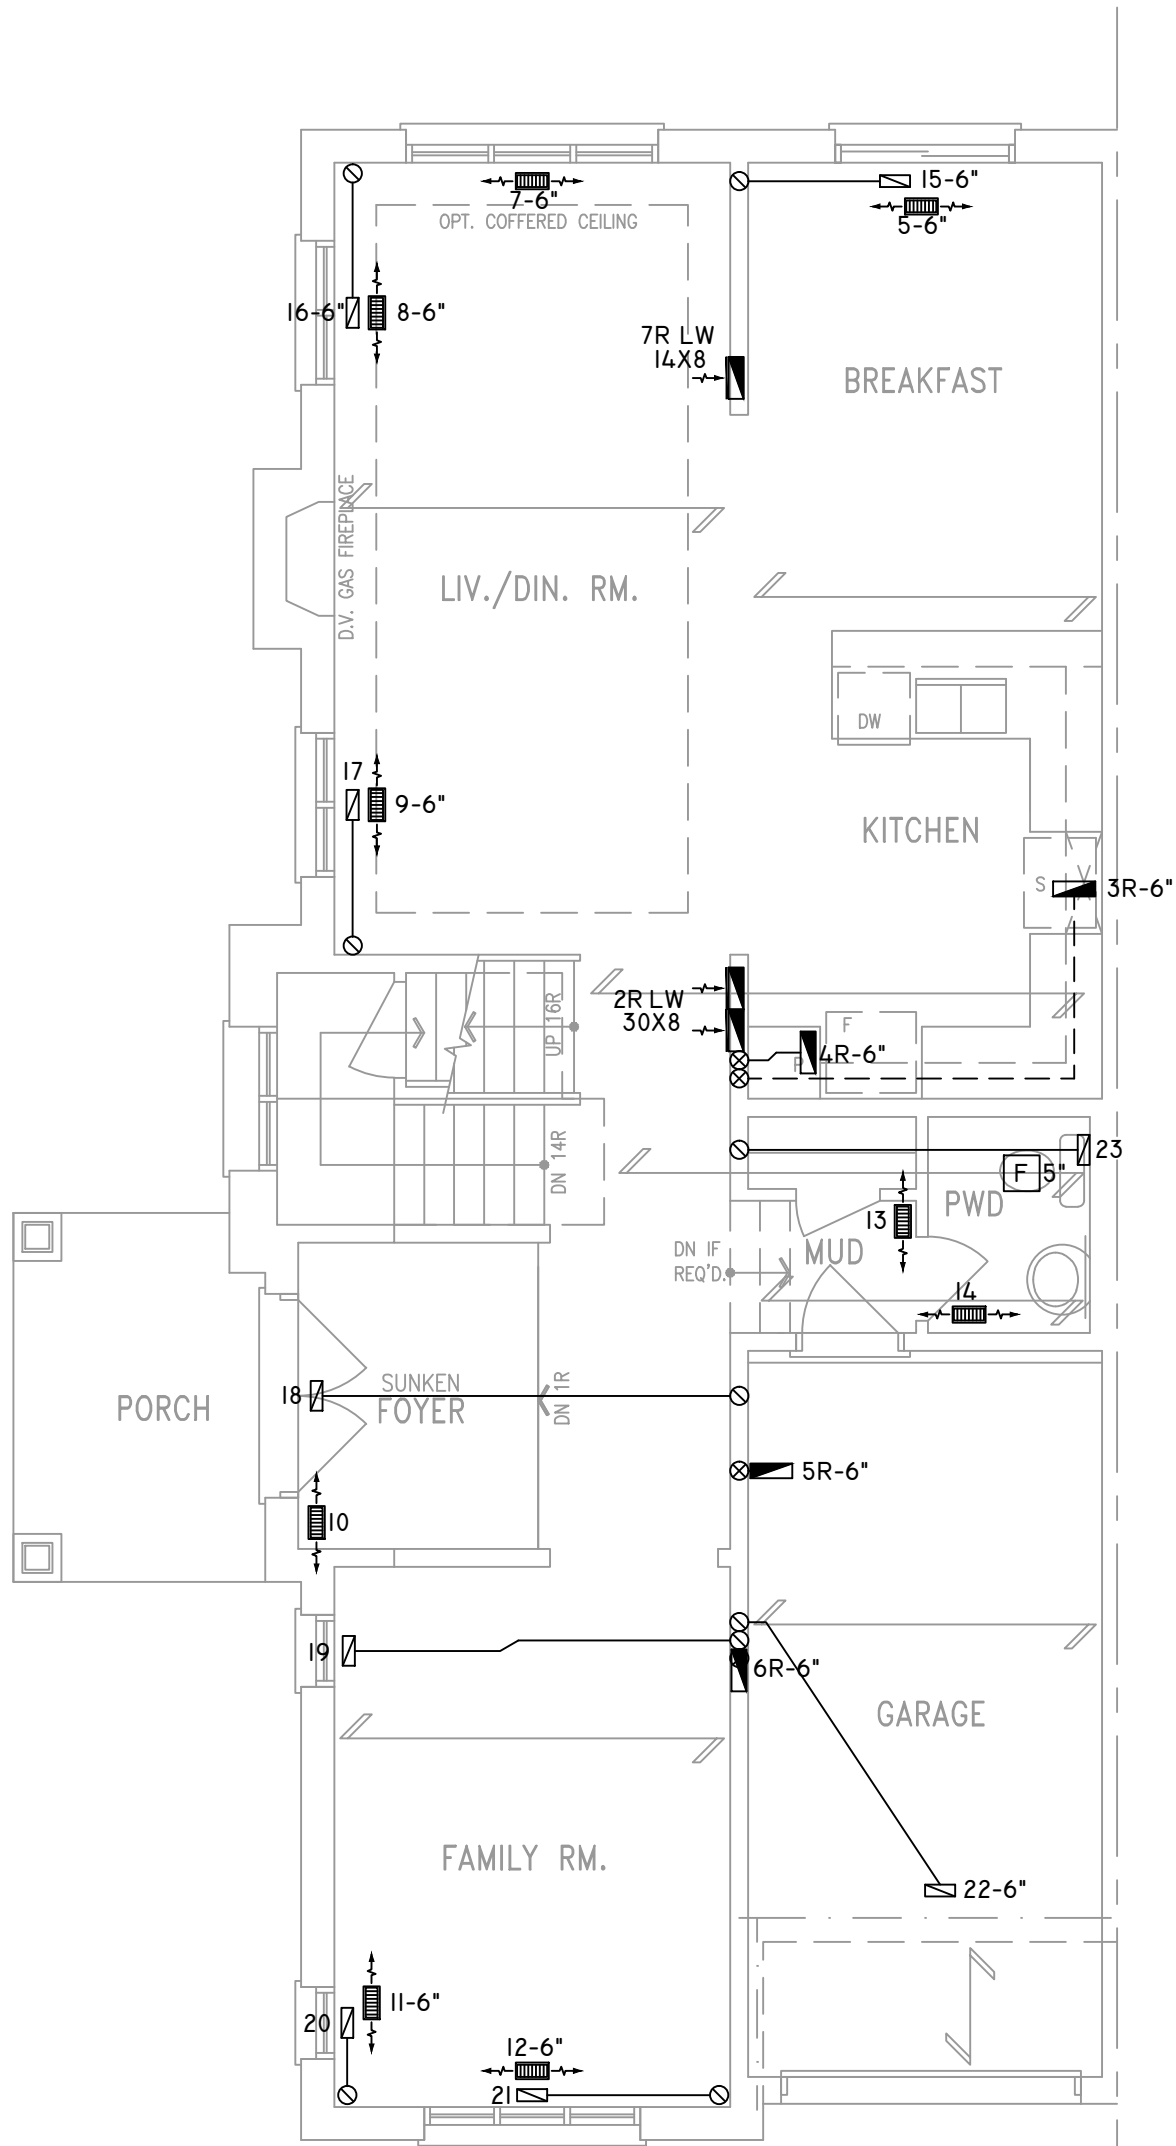 15-6"
7-6"
OPT. COFFERED CEILING
5-6"
16-6"
8-6"
7R LW
14X8
BREAKFAST
D.V. GAS FIREPLACE
LIV./DIN. RM.
DW
17
9-6"
KITCHEN
S
3R-6"
2R LW
30X8
UP 16R
F
P
4R-6"
DN 14R
23
F
5"
PWD
13
DN IF
REQ'D.
MUD
14
PORCH
18
SUNKEN
FOYER
DN 1R
5R-6"
10
19
6R-6"
GARAGE
FAMILY RM.
22-6"
11-6"
20
12-6"
21